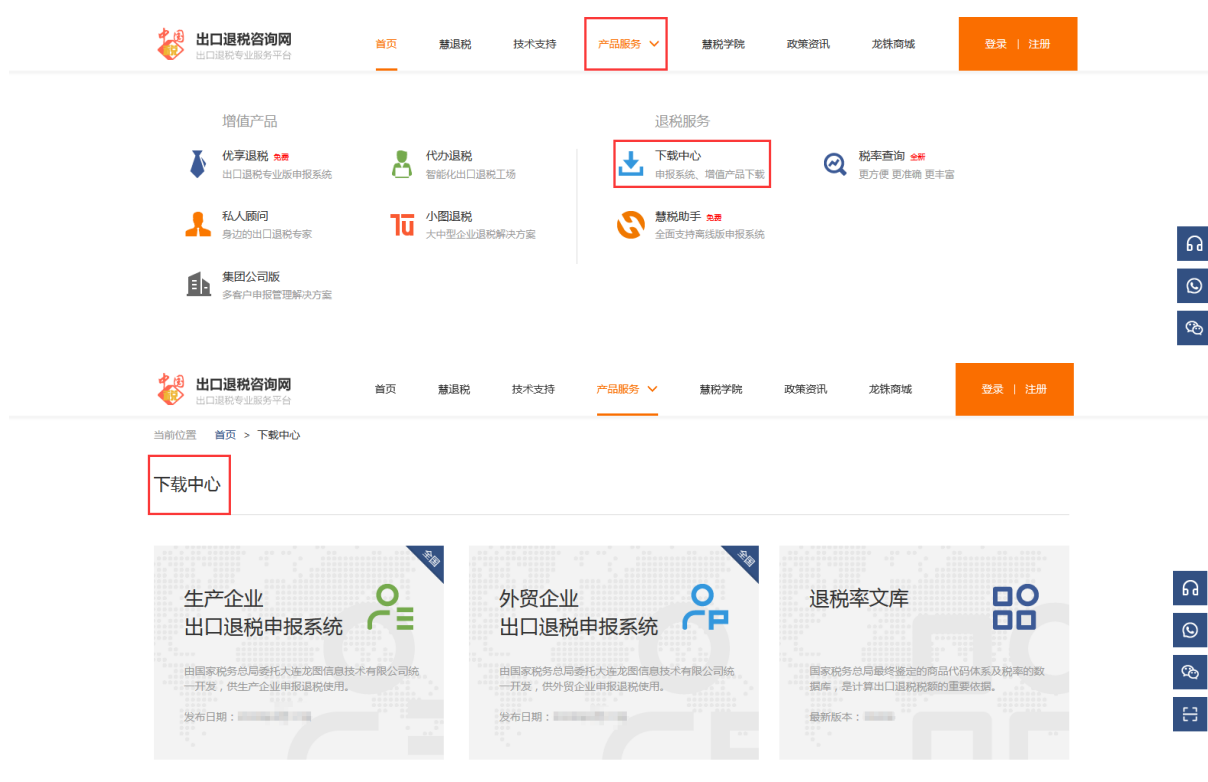 中国
税
出口退税咨询网
出口退税专业服务平台
首页 慧退税 技术支持 产品服务 慧税学院 政策资讯 龙铢商城 登录 | 注册
增值产品
退税服务
优享退税 免费
出口退税专业版申报系统
代办退税
智能化出口退税工场
下载中心
申报系统、增值产品下载
税率查询 全新
更方便 更准确 更丰富
私人顾问
身边的出口退税专家
小图退税
大中型企业退税解决方案
慧税助手 免费
全面支持离线版申报系统
集团公司版
多客户申报管理解决方案
中国
税
出口退税咨询网
出口退税专业服务平台
首页 慧退税 技术支持 产品服务 慧税学院 政策资讯 龙铢商城 登录 | 注册
当前位置 首页 > 下载中心
下载中心
全国
生产企业
出口退税申报系统
由国家税务总局委托大连龙图信息技术有限公司统
一开发，供生产企业申报退税使用。
发布日期：
全国
外贸企业
出口退税申报系统
由国家税务总局委托大连龙图信息技术有限公司统
一开发，供外贸企业申报退税使用。
发布日期：
退税率文库
国家税务总局最终鉴定的商品代码体系及税率的数
据库，是计算出口退税税额的重要依据。
最新版本：